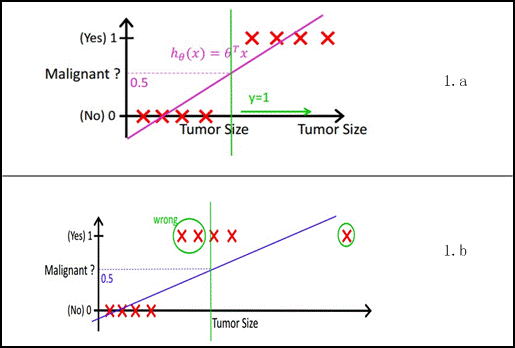 (Yes) 1
hθ(x) = θᵀx
Malignant ?
0.5
y=1
(No) 0
Tumor Size Tumor Size
1.a
wrong
(Yes) 1
Malignant ?
0.5
(No) 0
Tumor Size
1.b